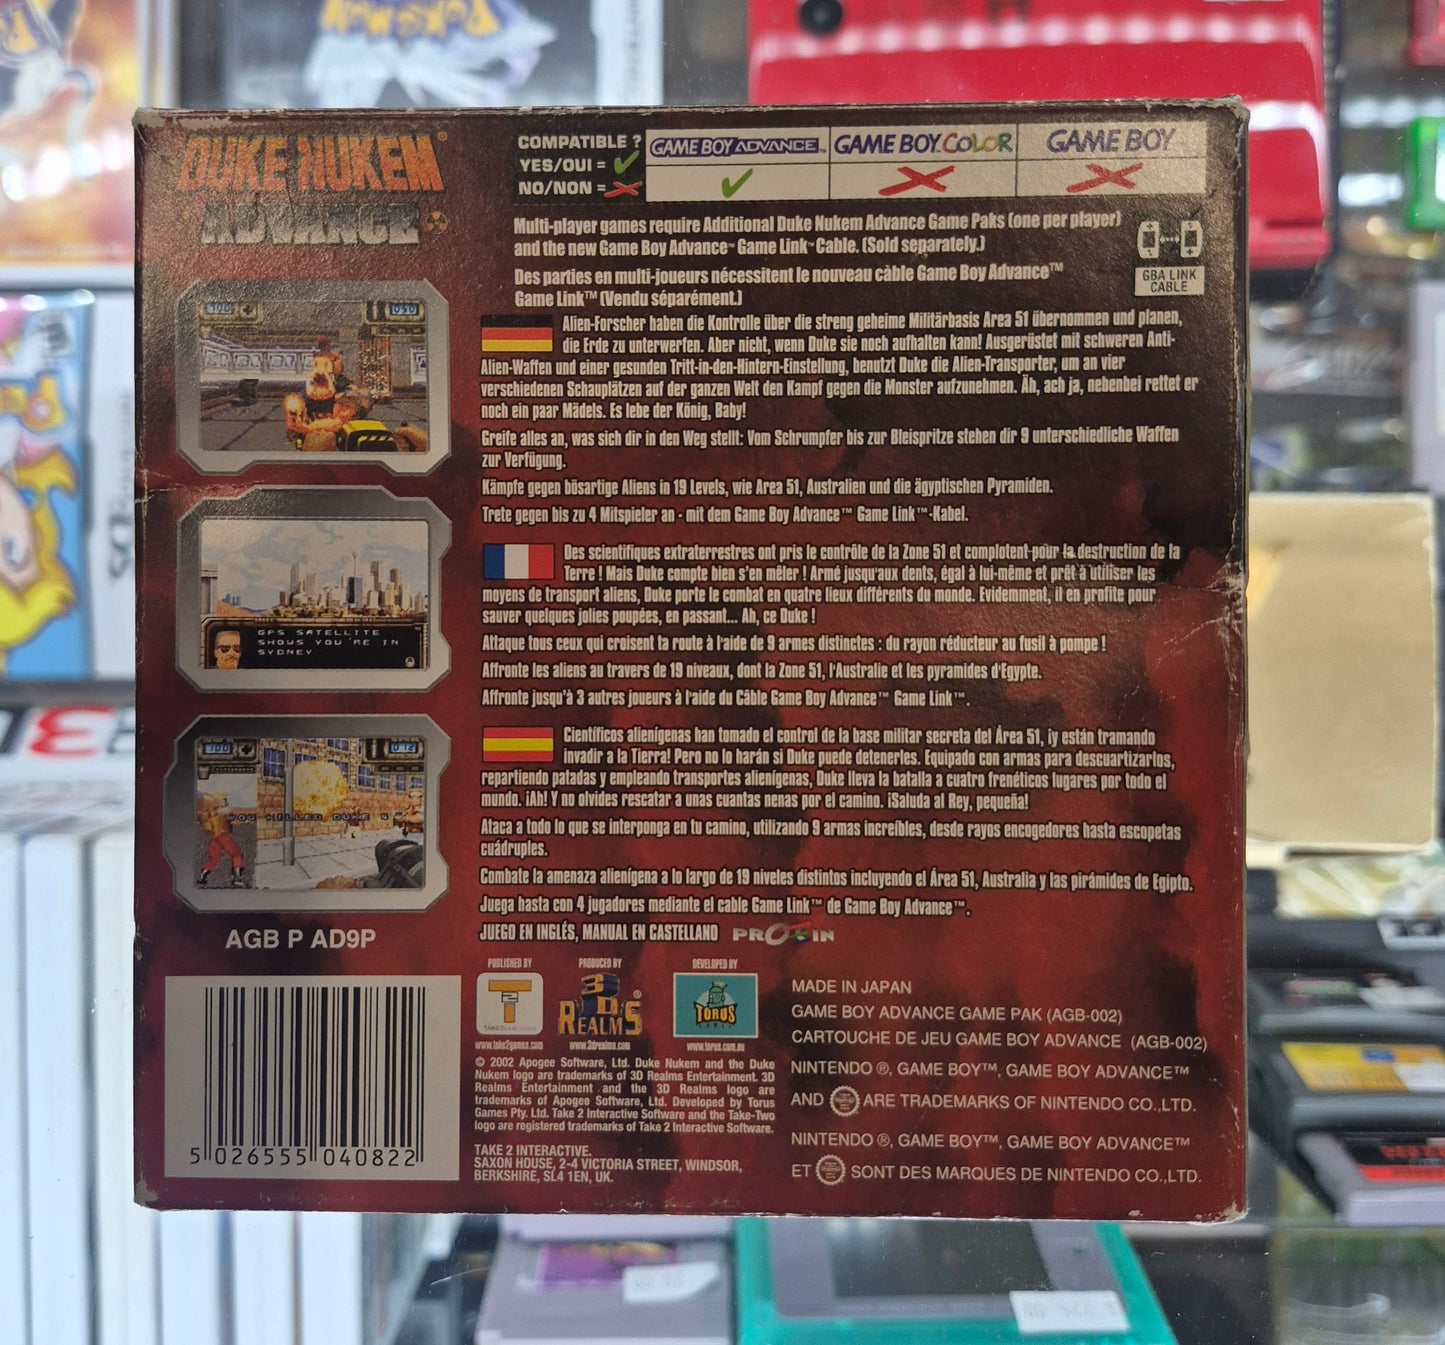 DUKE NUKEM®
ADVANCE
COMPATIBLE ?
YES/OUI =
NO/NON =
GAME BOY ADVANCE™
GAME BOY COLOR
GAME BOY
Multi-player games require Additional Duke Nukem Advance Game Paks (one per player)
and the new Game Boy Advance™ Game Link™ Cable. (Sold separately.)
Des parties en multi-joueurs nécessitent le nouveau càble Game Boy Advance™
Game Link™ (Vendu séparément.)
GBA LINK
CABLE
Alien-Forscher haben die Kontrolle über die streng geheime Militärbasis Area 51 übernommen und planen,
die Erde zu unterwerfen. Aber nicht, wenn Duke sie noch aufhalten kann! Ausgerüstet mit schweren Anti-
Alien-Waffen und einer gesunden Tritt-in-den-Hintern-Einstellung, benutzt Duke die Alien-Transporter, um an vier
verschiedenen Schauplätzen auf der ganzen Welt den Kampf gegen die Monster aufzunehmen. Äh, ach ja, nebenbei rettet er
noch ein paar Mädels. Es lebe der König, Baby!
Greife alles an, was sich dir in den Weg stellt: Vom Schrumpfer bis zur Bleispritze stehen dir 9 unterschiedliche Waffen
zur Verfügung.
Kämpfe gegen bösartige Aliens in 19 Levels, wie Area 51, Australien und die ägyptischen Pyramiden.
Trete gegen bis zu 4 Mitspieler an - mit dem Game Boy Advance™ Game Link™-Kabel.
Des scientifiques extraterrestres ont pris le contrôle de la Zone 51 et complotent pour la destruction de la
Terre ! Mais Duke compte bien s'en mêler ! Armé jusqu'aux dents, égal à lui-même et prêt à utiliser les
moyens de transport aliens, Duke porte le combat en quatre lieux différents du monde. Evidemment, il en profite pour
sauver quelques jolies poupées, en passant... Ah, ce Duke !
Attaque tous ceux qui croisent ta route à l'aide de 9 armes distinctes : du rayon réducteur au fusil à pompe !
Affronte les aliens au travers de 19 niveaux, dont la Zone 51, l'Australie et les pyramides d'Egypte.
Affronte jusqu'à 3 autres joueurs à l'aide du Câble Game Boy Advance™ Game Link™.
Científicos alienígenas han tomado el control de la base militar secreta del Área 51, ¡y están tramando
invadir a la Tierra! Pero no lo harán si Duke puede detenerles. Equipado con armas para descuartizarlos,
repartiendo patadas y empleando transportes alienígenas, Duke lleva la batalla a cuatro frenéticos lugares por todo el
mundo. ¡Ah! Y no olvides rescatar a unas cuantas nenas por el camino. ¡Saluda al Rey, pequeña!
Ataca a todo lo que se interponga en tu camino, utilizando 9 armas increíbles, desde rayos encogedores hasta escopetas
cuádruples.
Combate la amenaza alienígena a lo largo de 19 niveles distintos incluyendo el Área 51, Australia y las pirámides de Egipto.
Juega hasta con 4 jugadores mediante el cable Game Link™ de Game Boy Advance™.
JUEGO EN INGLÉS, MANUAL EN CASTELLANO PROEIN
GPS SATELLITE
SHOWS YOU'RE IN
SYDNEY
YOU KILLED DUKE 4
AGB P AD9P
5 026555 040822
PUBLISHED BY
T2
www.take2games.com
PRODUCED BY
3D
REALMS®
www.3drealms.com
DEVELOPED BY
TORUS
GAMES
www.torus.com.au
© 2002 Apogee Software, Ltd. Duke Nukem and the Duke
Nukem logo are trademarks of 3D Realms Entertainment. 3D
Realms Entertainment and the 3D Realms logo are
trademarks of Apogee Software, Ltd. Developed by Torus
Games Pty. Ltd. Take 2 Interactive Software and the Take-Two
logo are registered trademarks of Take 2 Interactive Software.
TAKE 2 INTERACTIVE.
SAXON HOUSE, 2-4 VICTORIA STREET, WINDSOR,
BERKSHIRE, SL4 1EN, UK.
MADE IN JAPAN
GAME BOY ADVANCE GAME PAK (AGB-002)
CARTOUCHE DE JEU GAME BOY ADVANCE (AGB-002)
NINTENDO ®, GAME BOY™, GAME BOY ADVANCE™
AND ARE TRADEMARKS OF NINTENDO CO.,LTD.
NINTENDO ®, GAME BOY™, GAME BOY ADVANCE™
ET SONT DES MARQUES DE NINTENDO CO.,LTD.